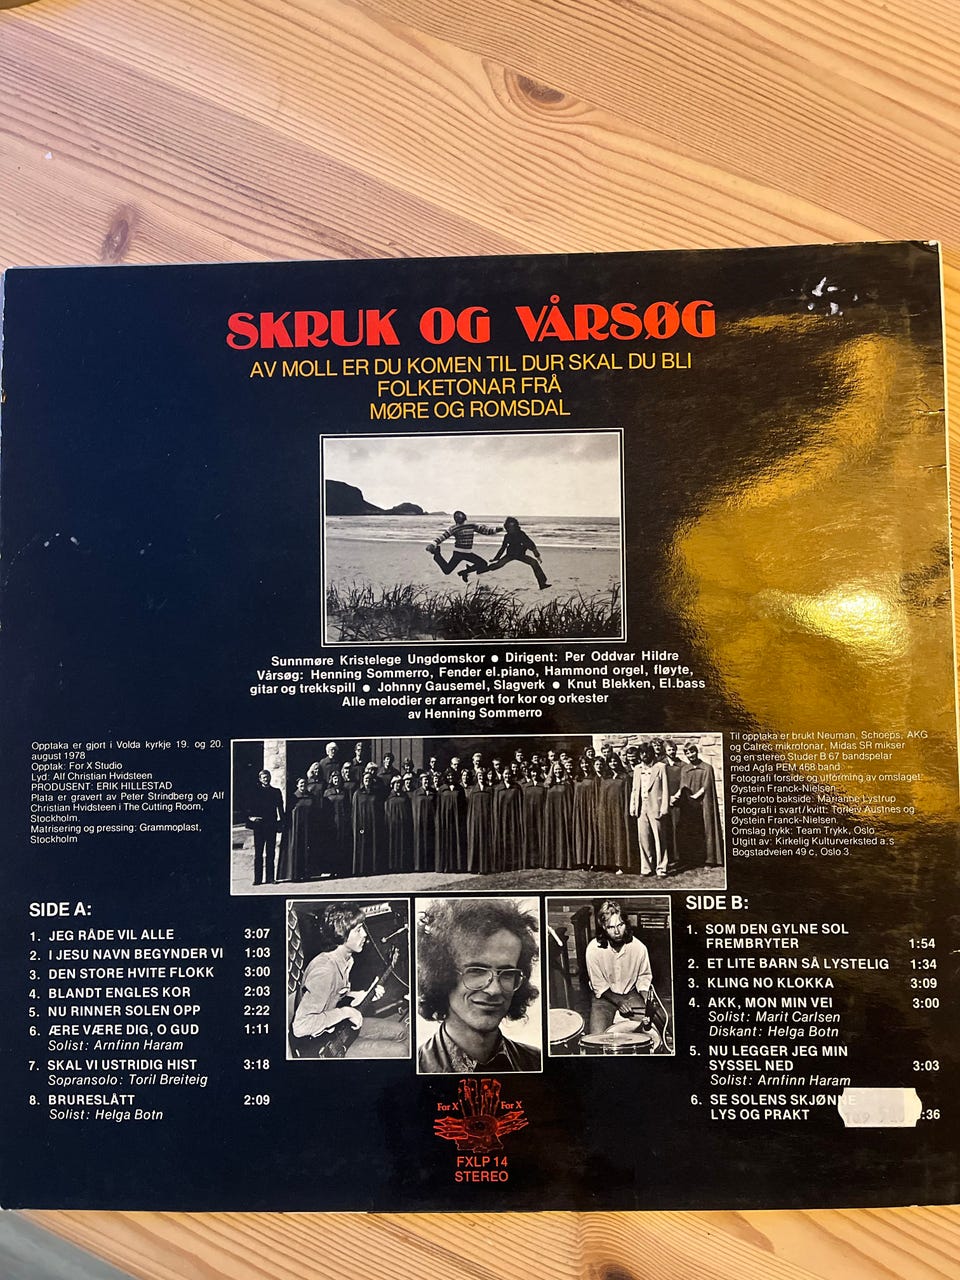 SKRUK OG VÅRSØG
AV MOLL ER DU KOMEN TIL DUR SKAL DU BLI
FOLKETONAR FRÅ
MØRE OG ROMSDAL
Sunnmøre Kristelege Ungdomskor ● Dirigent: Per Oddvar Hildre
Vårsøg: Henning Sommerro, Fender el.piano, Hammond orgel, fløyte,
gitar og trekkspill ● Johnny Gausemel, Slagverk ● Knut Blekken, El.bass
Alle melodier er arrangert for kor og orkester
av Henning Sommerro
Opptaka er gjort i Volda kyrkje 19. og 20.
august 1978
Opptak: For X Studio
Lyd: Alf Christian Hvidsteen
PRODUSENT: ERIK HILLESTAD
Plata er gravert av Peter Strindberg og Alf
Christian Hvidsteen i The Cutting Room,
Stockholm.
Matrisering og pressing: Grammoplast,
Stockholm
Til opptaka er brukt Neuman, Schoeps, AKG
og Calrec mikrofonar, Midas SR mikser
og en stereo Studer B 67 bandspelar
med Agfa PEM 468 band.
Fotografi forside og utforming av omslaget:
Øystein Franck-Nielsen.
Fargefoto bakside: Marianne Lystrup
Fotografi i svart/kvitt: Torleiv Austnes og
Øystein Franck-Nielsen.
Omslag trykk: Team Trykk, Oslo
Utgitt av: Kirkelig Kulturverksted a.s
Bogstadveien 49 c, Oslo 3.
SIDE A:
1. JEG RÅDE VIL ALLE 3:07
2. I JESU NAVN BEGYNDER VI 1:03
3. DEN STORE HVITE FLOKK 3:00
4. BLANDT ENGLES KOR 2:03
5. NU RINNER SOLEN OPP 2:22
6. ÆRE VÆRE DIG, O GUD 1:11
Solist: Arnfinn Haram
7. SKAL VI USTRIDIG HIST 3:18
Sopransolo: Toril Breiteig
8. BRURESLÅTT 2:09
Solist: Helga Botn
SIDE B:
1. SOM DEN GYLNE SOL
FREMBRYTER 1:54
2. ET LITE BARN SÅ LYSTELIG 1:34
3. KLING NO KLOKKA 3:09
4. AKK, MON MIN VEI 3:00
Solist: Marit Carlsen
Diskant: Helga Botn
5. NU LEGGER JEG MIN
SYSSEL NED 3:03
Solist: Arnfinn Haram
6. SE SOLENS SKJØNNE
LYS OG PRAKT :36
For X For X
FXLP 14
STEREO